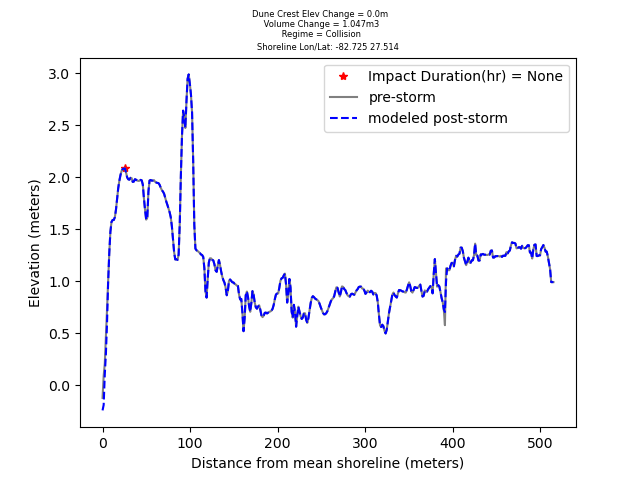 Dune Crest Elev Change = 0.0m
Volume Change = 1.047m3
Regime = Collision
Shoreline Lon/Lat: -82.725 27.514
Impact Duration(hr) = None
pre-storm
modeled post-storm
Elevation (meters)
3.0
2.5
2.0
1.5
1.0
0.5
0.0
0
100
200
300
400
500
Distance from mean shoreline (meters)